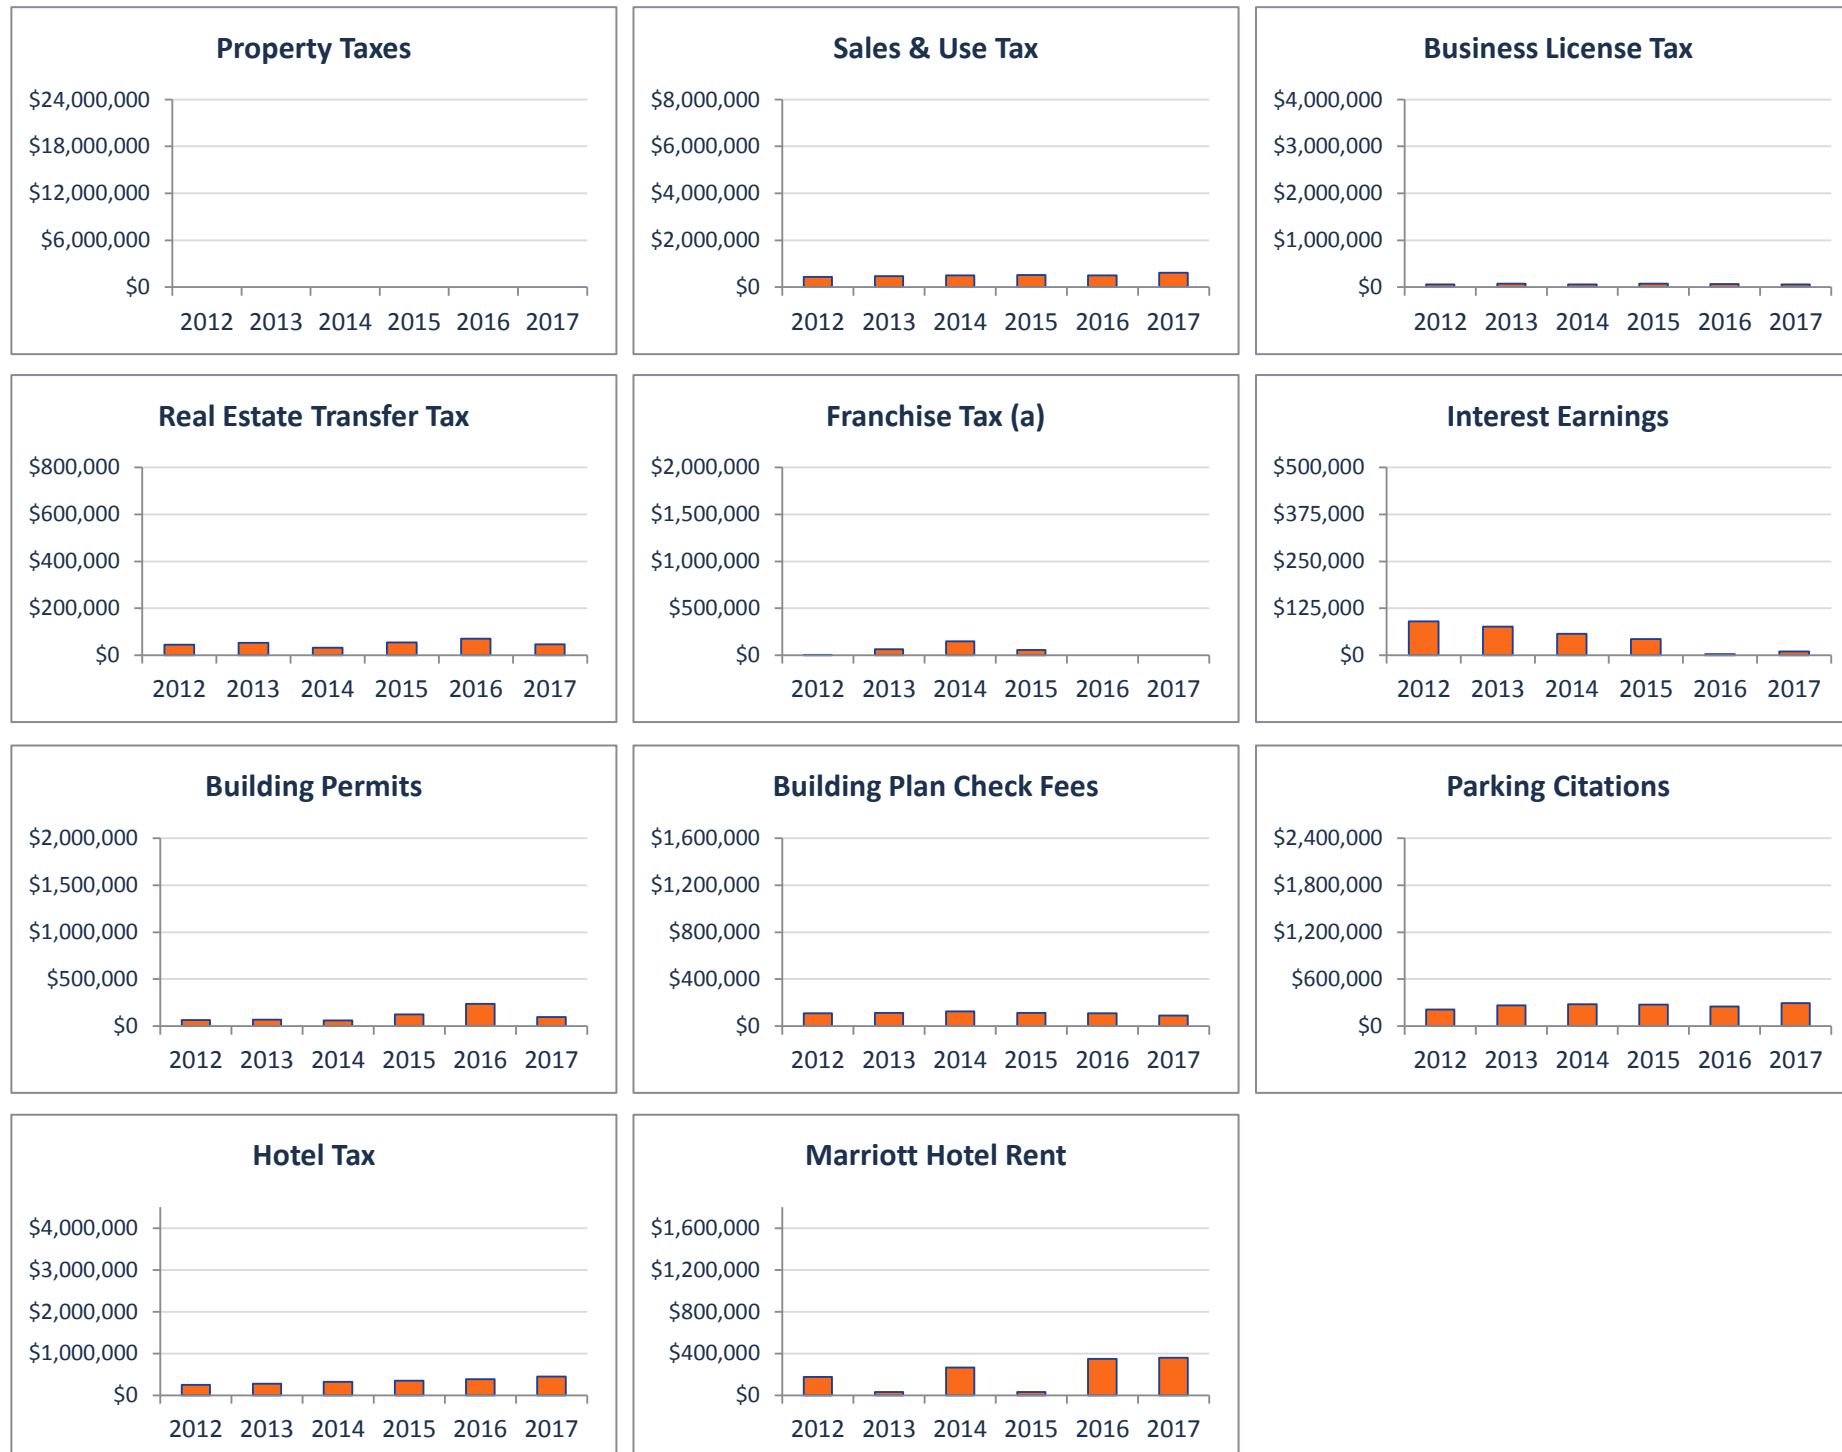 Property Taxes
$24,000,000
$18,000,000
$12,000,000
$6,000,000
$0
2012 2013 2014 2015 2016 2017
Sales & Use Tax
$8,000,000
$6,000,000
$4,000,000
$2,000,000
$0
2012 2013 2014 2015 2016 2017
Business License Tax
$4,000,000
$3,000,000
$2,000,000
$1,000,000
$0
2012 2013 2014 2015 2016 2017
Real Estate Transfer Tax
$800,000
$600,000
$400,000
$200,000
$0
2012 2013 2014 2015 2016 2017
Franchise Tax (a)
$2,000,000
$1,500,000
$1,000,000
$500,000
$0
2012 2013 2014 2015 2016 2017
Interest Earnings
$500,000
$375,000
$250,000
$125,000
$0
2012 2013 2014 2015 2016 2017
Building Permits
$2,000,000
$1,500,000
$1,000,000
$500,000
$0
2012 2013 2014 2015 2016 2017
Building Plan Check Fees
$1,600,000
$1,200,000
$800,000
$400,000
$0
2012 2013 2014 2015 2016 2017
Parking Citations
$2,400,000
$1,800,000
$1,200,000
$600,000
$0
2012 2013 2014 2015 2016 2017
Hotel Tax
$4,000,000
$3,000,000
$2,000,000
$1,000,000
$0
2012 2013 2014 2015 2016 2017
Marriott Hotel Rent
$1,600,000
$1,200,000
$800,000
$400,000
$0
2012 2013 2014 2015 2016 2017